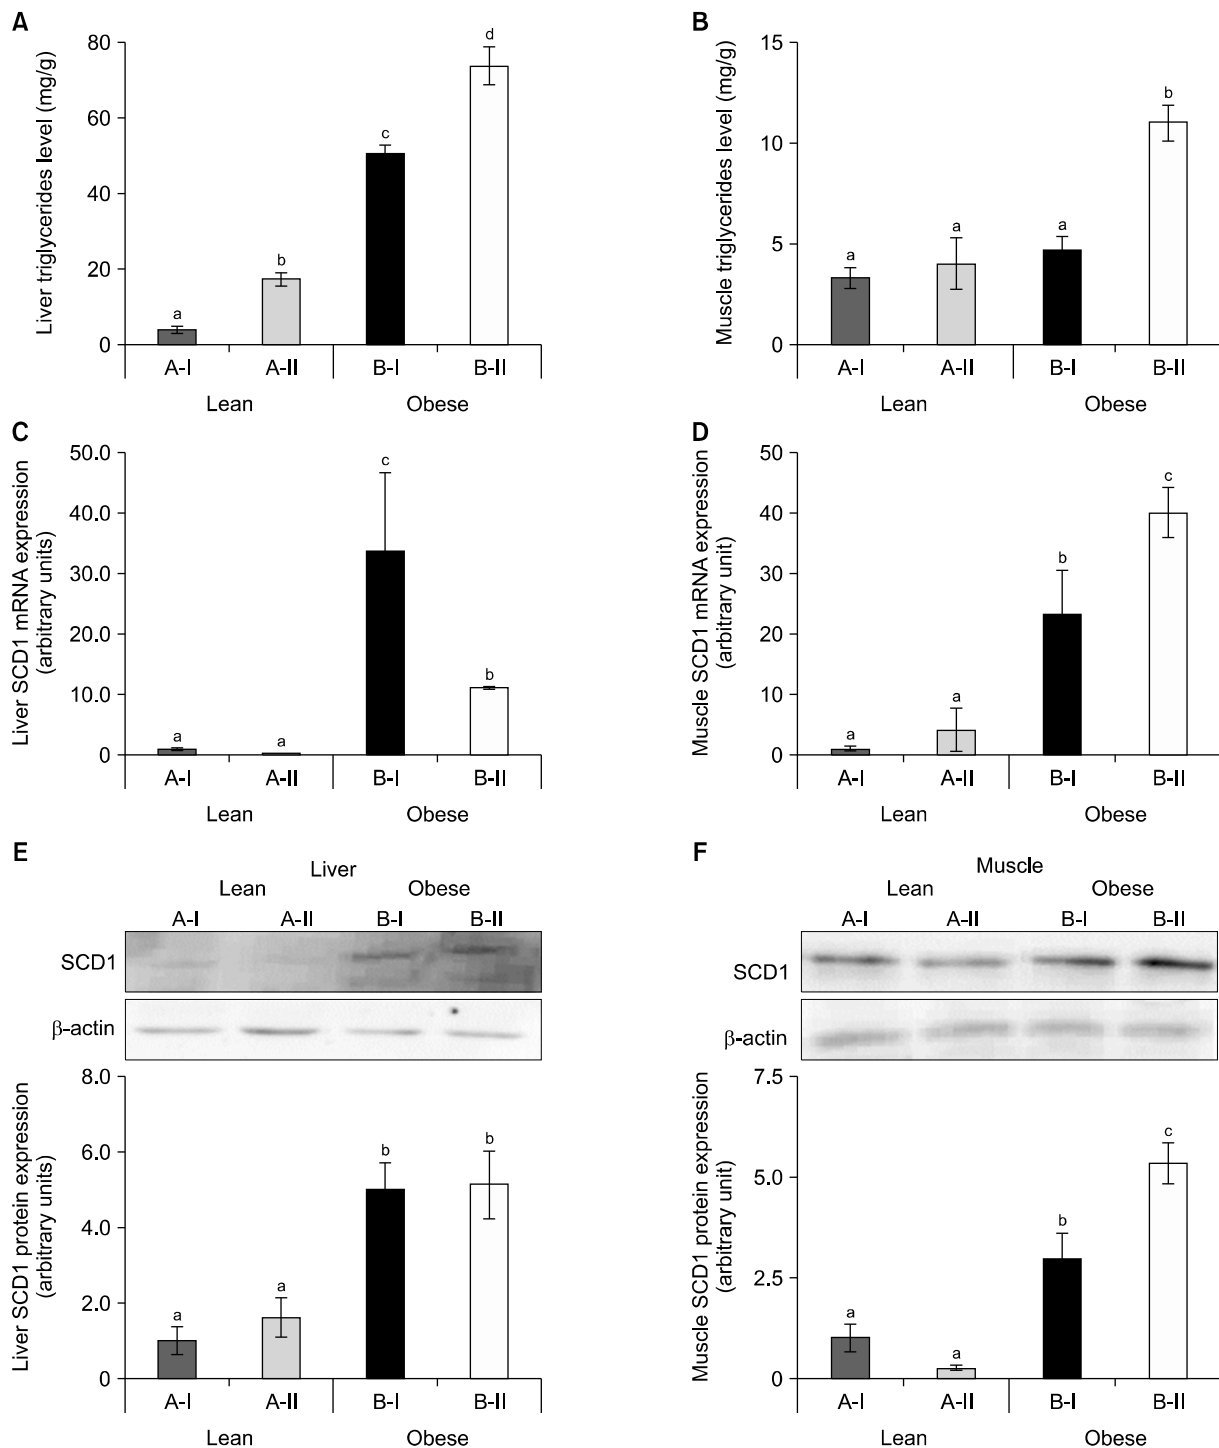 A
Liver triglycerides level (mg/g)
80
60
40
20
0
a
b
c
d
A-I A-II B-I B-II
Lean Obese
B
Muscle triglycerides level (mg/g)
15
10
5
0
a
a
a
b
A-I A-II B-I B-II
Lean Obese
C
Liver SCD1 mRNA expression
(arbitrary units)
50.0
40.0
30.0
20.0
10.0
0
a
a
c
b
A-I A-II B-I B-II
Lean Obese
D
Muscle SCD1 mRNA expression
(arbitrary unit)
50
40
30
20
10
0
a
a
b
c
A-I A-II B-I B-II
Lean Obese
E
Liver
Lean Obese
A-I A-II B-I B-II
SCD1
β-actin
Liver SCD1 protein expression
(arbitrary units)
8.0
6.0
4.0
2.0
0
a
a
b
b
A-I A-II B-I B-II
Lean Obese
F
Muscle
Lean Obese
A-I A-II B-I B-II
SCD1
β-actin
Muscle SCD1 protein expression
(arbitrary unit)
7.5
5.0
2.5
0
a
a
b
c
A-I A-II B-I B-II
Lean Obese